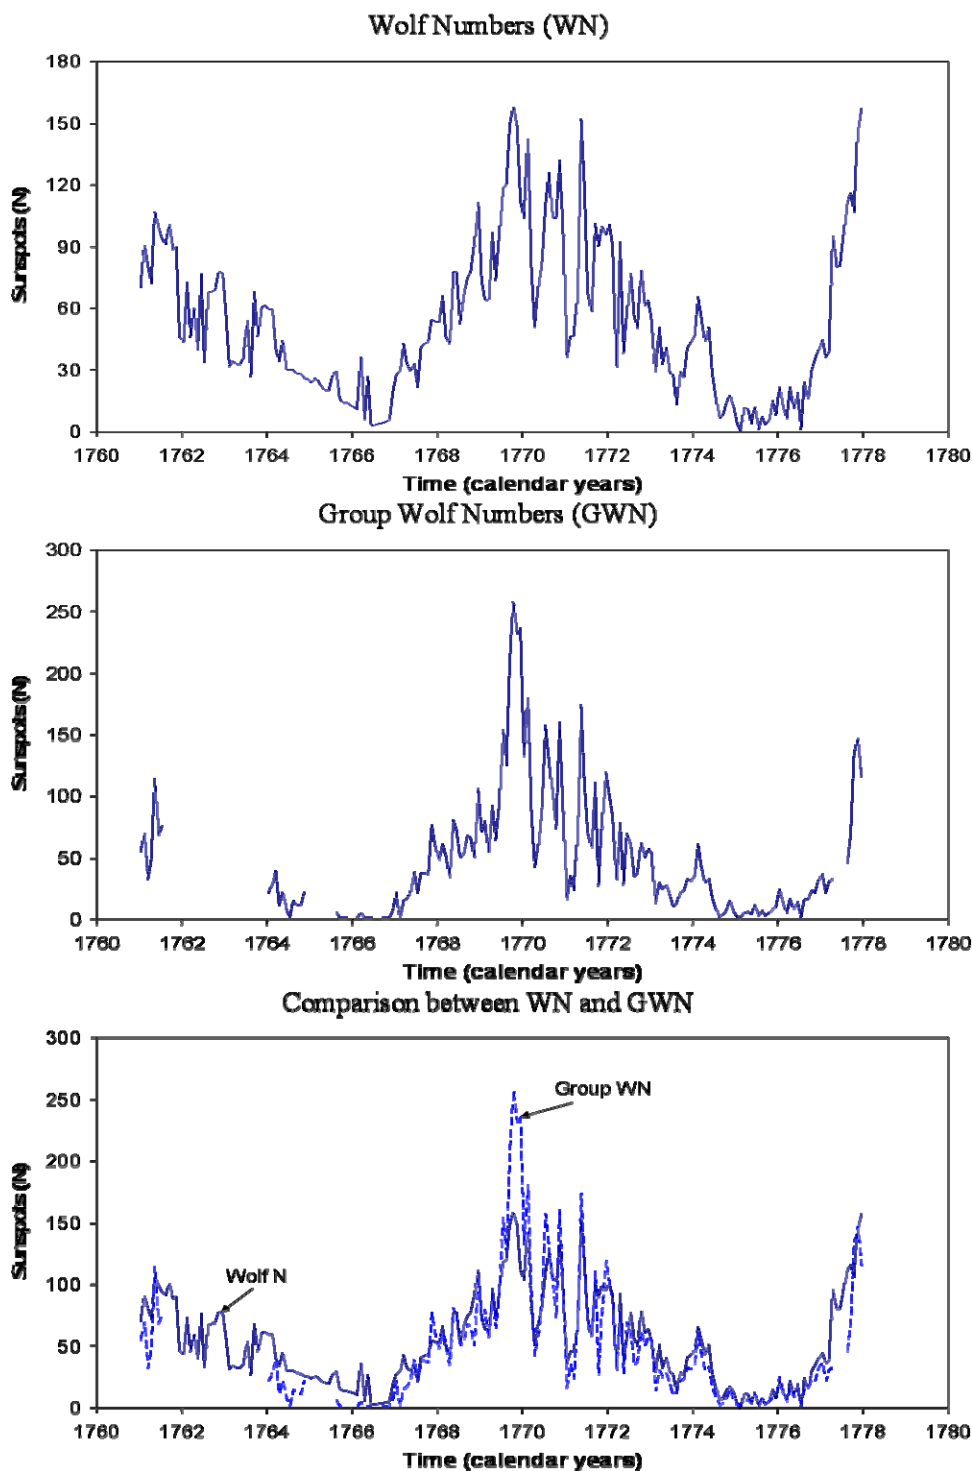 Wolf Numbers (WN)
180
150
120
90
60
30
0
Sunspots (N)
1760 1762 1764 1766 1768 1770 1772 1774 1776 1778 1780
Time (calendar years)
Group Wolf Numbers (GWN)
300
250
200
150
100
50
0
Sunspots (N)
1760 1762 1764 1766 1768 1770 1772 1774 1776 1778 1780
Time (calendar years)
Comparison between WN and GWN
300
250
200
150
100
50
0
Sunspots (N)
Group WN
Wolf N
1760 1762 1764 1766 1768 1770 1772 1774 1776 1778 1780
Time (calendar years)